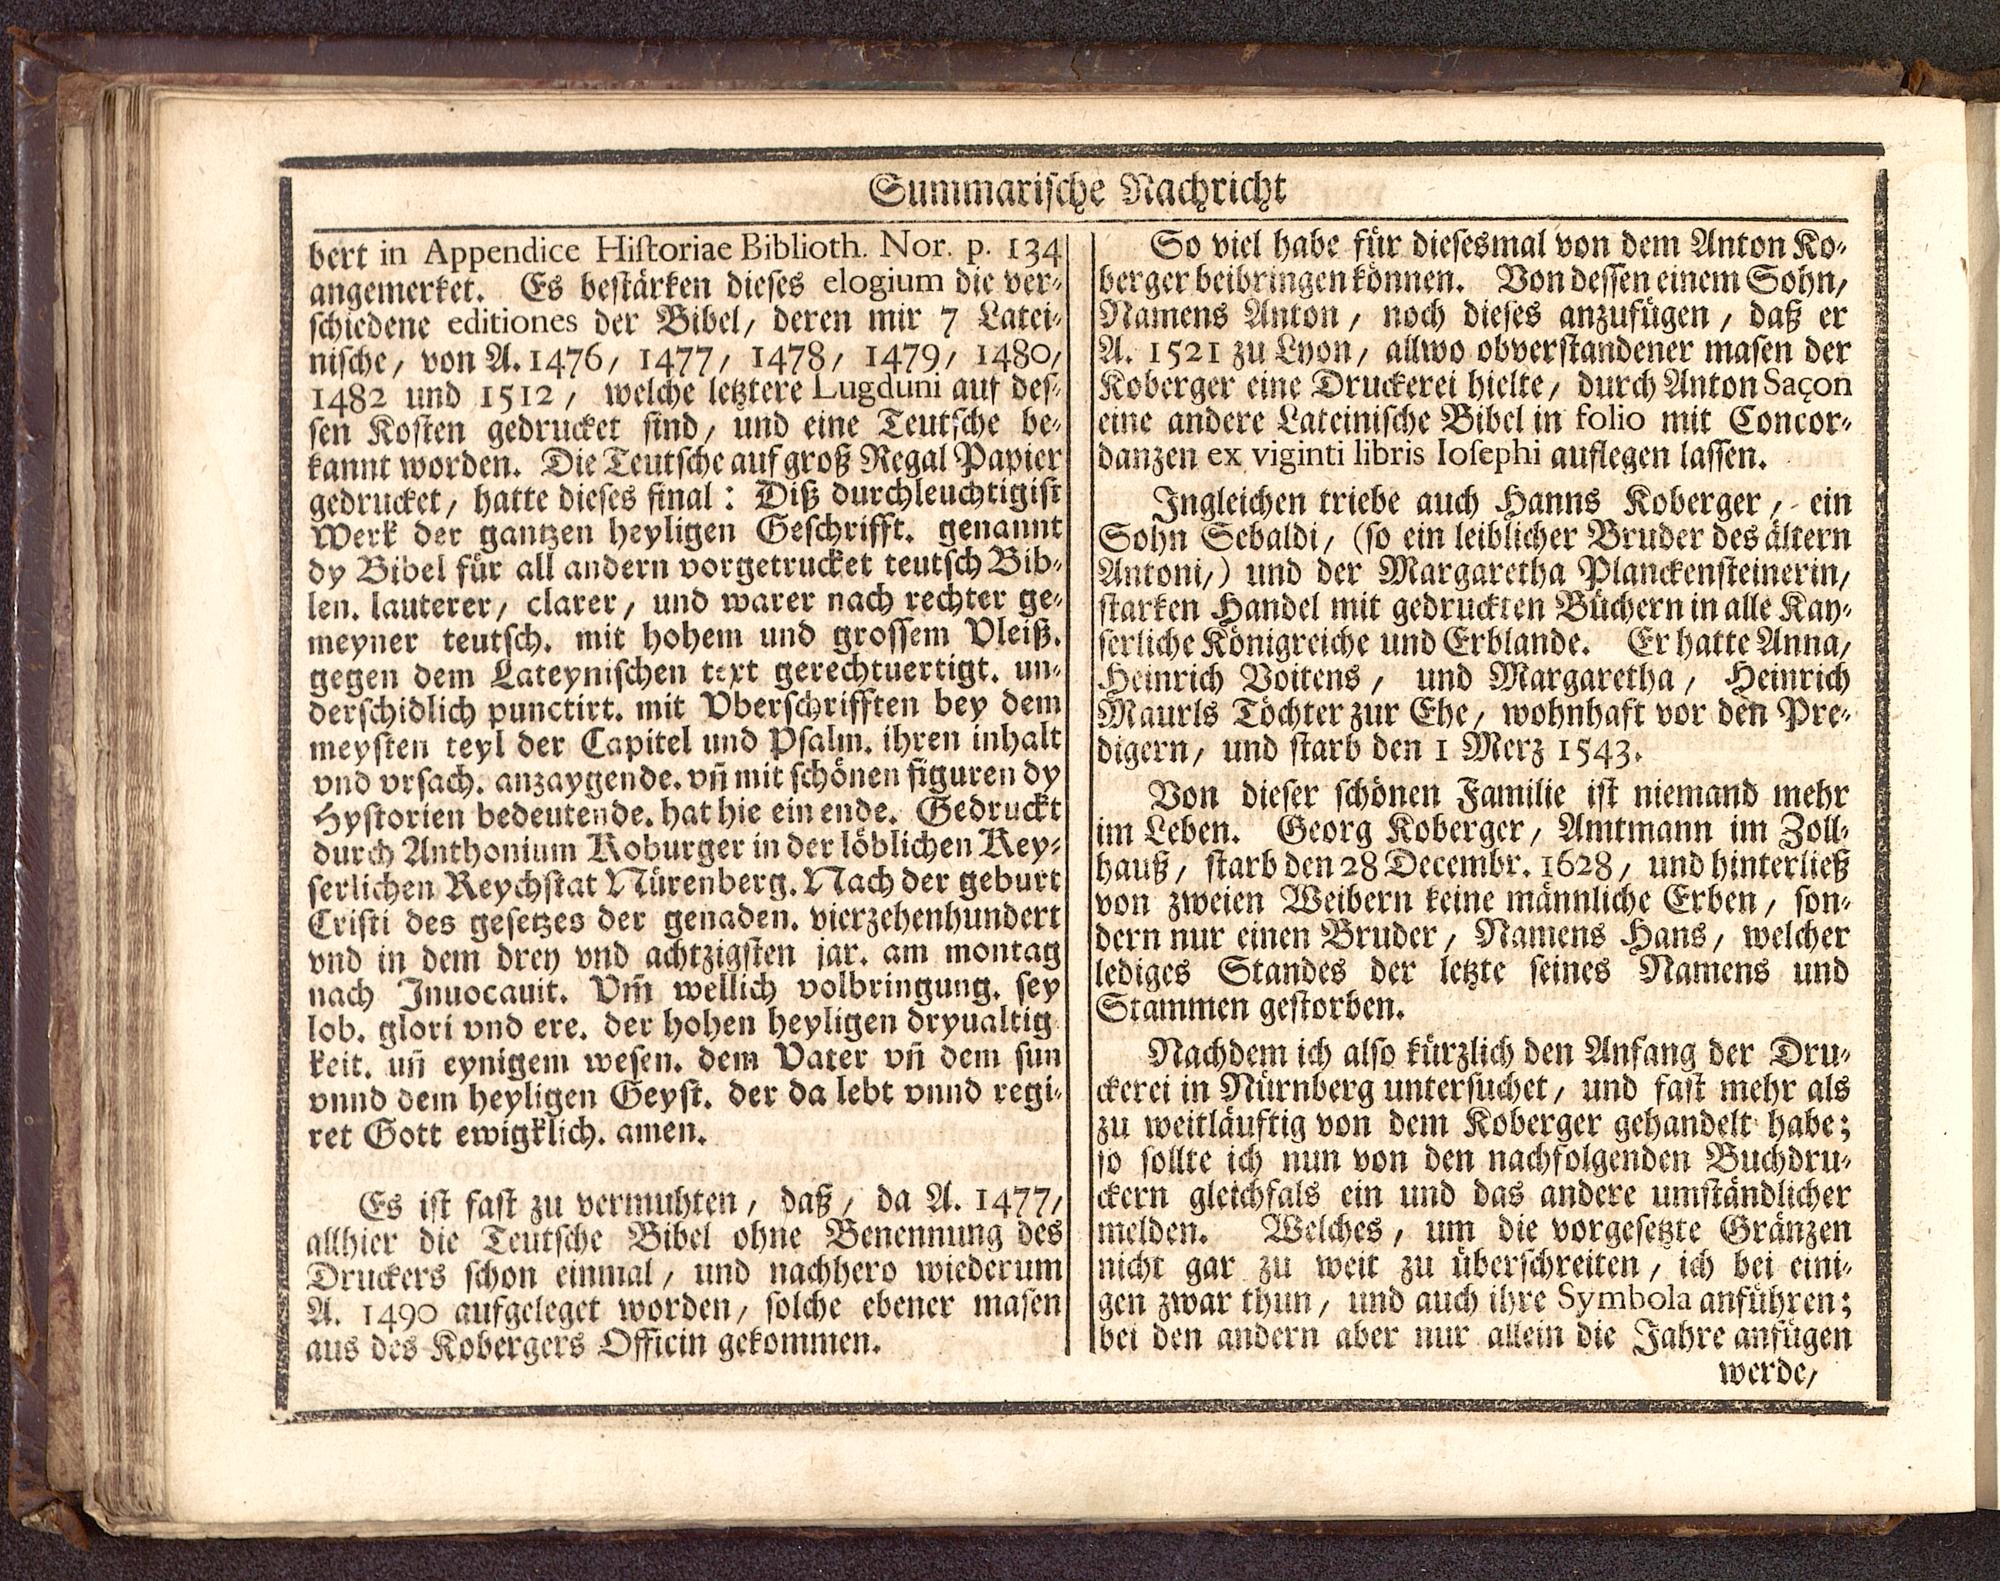 Summarische Nachricht
bert in Appendice Historiae Biblioth. Nor. p. 134
angemerket. Es bestärken dieses elogium die ver-
schiedene editiones der Bibel, deren mir 7 Latei-
nische, von A. 1476, 1477, 1478, 1479, 1480,
1482 und 1512, welche letztere Lugduni auf des-
sen Kosten gedrucket sind, und eine Teutsche be-
kannt worden. Die Teutsche auf groß Regal Papier
gedrucket, hatte dieses final: Diß durchleuchtigist
Werk der gantzen heyligen Geschrifft. genannt
dy Bibel für all andern vorgetrucket teutsch Bib-
len. lauterer, clarer, und warer nach rechter ge-
meyner teutsch. mit hohem und grossem Vleiß.
gegen dem Lateynischen text gerechtuertigt. un-
derschidlich punctirt. mit Vberschrifften bey dem
meysten teyl der Capitel und Psalm. ihren inhalt
vnd vrsach. anzaygende. vñ mit schönen figuren dy
Hystorien bedeutende. hat hie ein ende. Gedruckt
durch Anthonium Koburger in der löblichen Key-
serlichen Reychstat Nürenberg. Nach der geburt
Cristi des gesetzes der genaden. vierzehenhundert
vnd in dem drey vnd achtzigsten jar. am montag
nach Inuocauit. Vm̃ wellich volbringung. sey
lob. glori vnd ere. der hohen heyligen dryualtig
keit. uñ eynigem wesen. dem Vater vñ dem sun
vnnd dem heyligen Geyst. der da lebt vnnd regi-
ret Gott ewigklich. amen.
Es ist fast zu vermuhten, daß, da A. 1477,
allhier die Teutsche Bibel ohne Benennung des
Druckers schon einmal, und nachhero wiederum
A. 1490 aufgeleget worden, solche ebener masen
aus des Kobergers Officin gekommen.
So viel habe für diesesmal von dem Anton Ko-
berger beibringen können. Von dessen einem Sohn,
Namens Anton, noch dieses anzufügen, daß er
A. 1521 zu Lyon, allwo obverstandener masen der
Koberger eine Druckerei hielte, durch Anton Saçon
eine andere Lateinische Bibel in folio mit Concor-
danzen ex viginti libris Iosephi auflegen lassen.
Ingleichen triebe auch Hanns Koberger, ein
Sohn Sebaldi, (so ein leiblicher Bruder des ältern
Antoni,) und der Margaretha Planckensteinerin,
starken Handel mit gedruckten Büchern in alle Kay-
serliche Königreiche und Erblande. Er hatte Anna,
Heinrich Voitens, und Margaretha, Heinrich
Maurls Töchter zur Ehe, wohnhaft vor den Pre-
digern, und starb den 1 Merz 1543.
Von dieser schönen Familie ist niemand mehr
im Leben. Georg Koberger, Amtmann im Zoll-
hauß, starb den 28 Decembr. 1628, und hinterließ
von zweien Weibern keine männliche Erben, son-
dern nur einen Bruder, Namens Hans, welcher
lediges Standes der letzte seines Namens und
Stammen gestorben.
Nachdem ich also kürzlich den Anfang der Dru-
ckerei in Nürnberg untersuchet, und fast mehr als
zu weitläuftig von dem Koberger gehandelt habe;
so sollte ich nun von den nachfolgenden Buchdru-
ckern gleichfals ein und das andere umständlicher
melden. Welches, um die vorgesetzte Gränzen
nicht gar zu weit zu überschreiten, ich bei eini-
gen zwar thun, und auch ihre Symbola anführen;
bei den andern aber nur allein die Jahre anfügen
werde,